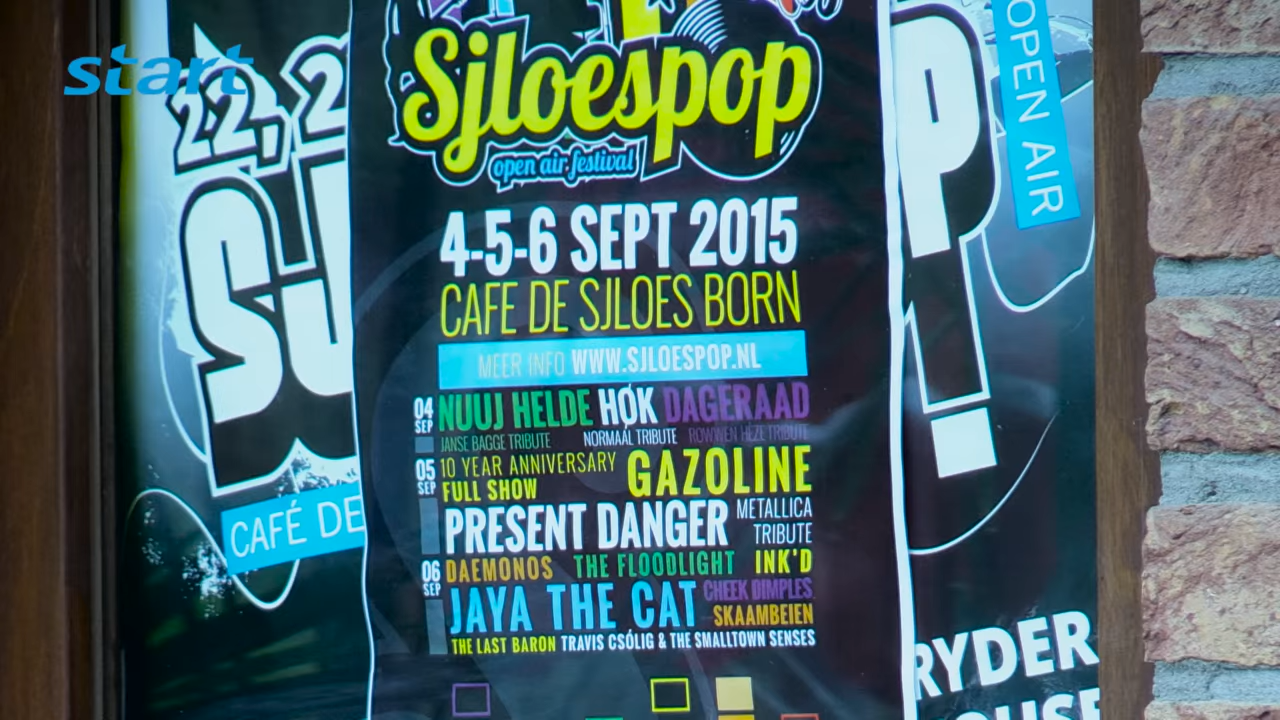 start
22, 2
OPEN AIR
Sjloespop
open air festival
4-5-6 SEPT 2015
CAFE DE SJLOES BORN
MEER INFO WWW.SJLOESPOP.NL
04 SEP NUUJ HELDE HØK DAGERAAD
JANSE BAGGE TRIBUTE NORMAAL TRIBUTE ROWWEN HÈZE TRIBUTE
05 SEP 10 YEAR ANNIVERSARY GAZOLINE
FULL SHOW
PRESENT DANGER METALLICA
TRIBUTE
06 SEP DAEMONOS THE FLOODLIGHT INK'D
JAYA THE CAT CHEEK DIMPLES
SKAAMBEIEN
THE LAST BARON TRAVIS CSÓLIG & THE SMALLTOWN SENSES
SJ
P!
CAFÉ DE
RYDER
OUSE